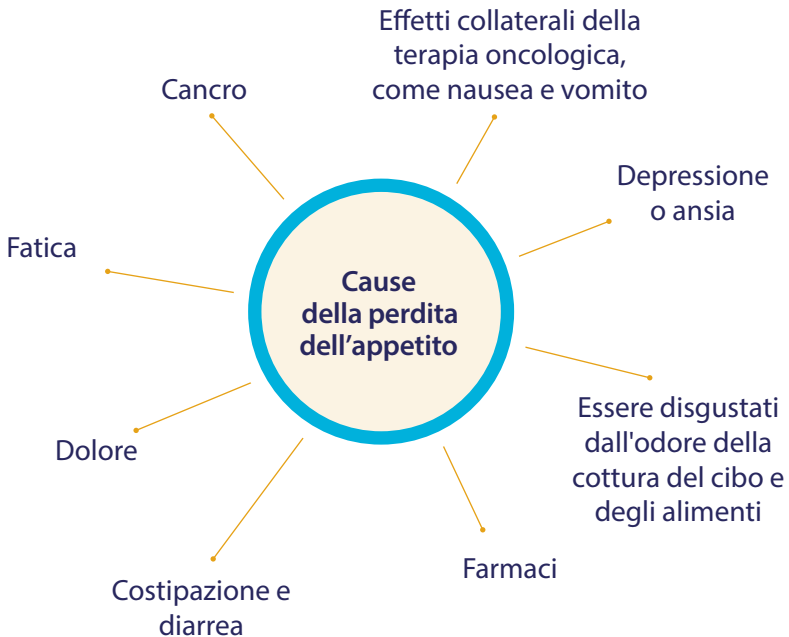 Effetti collaterali della
terapia oncologica,
come nausea e vomito
Cancro
Depressione
o ansia
Fatica
Cause
della perdita
dell’appetito
Essere disgustati
dall'odore della
cottura del cibo e
degli alimenti
Dolore
Farmaci
Costipazione e
diarrea